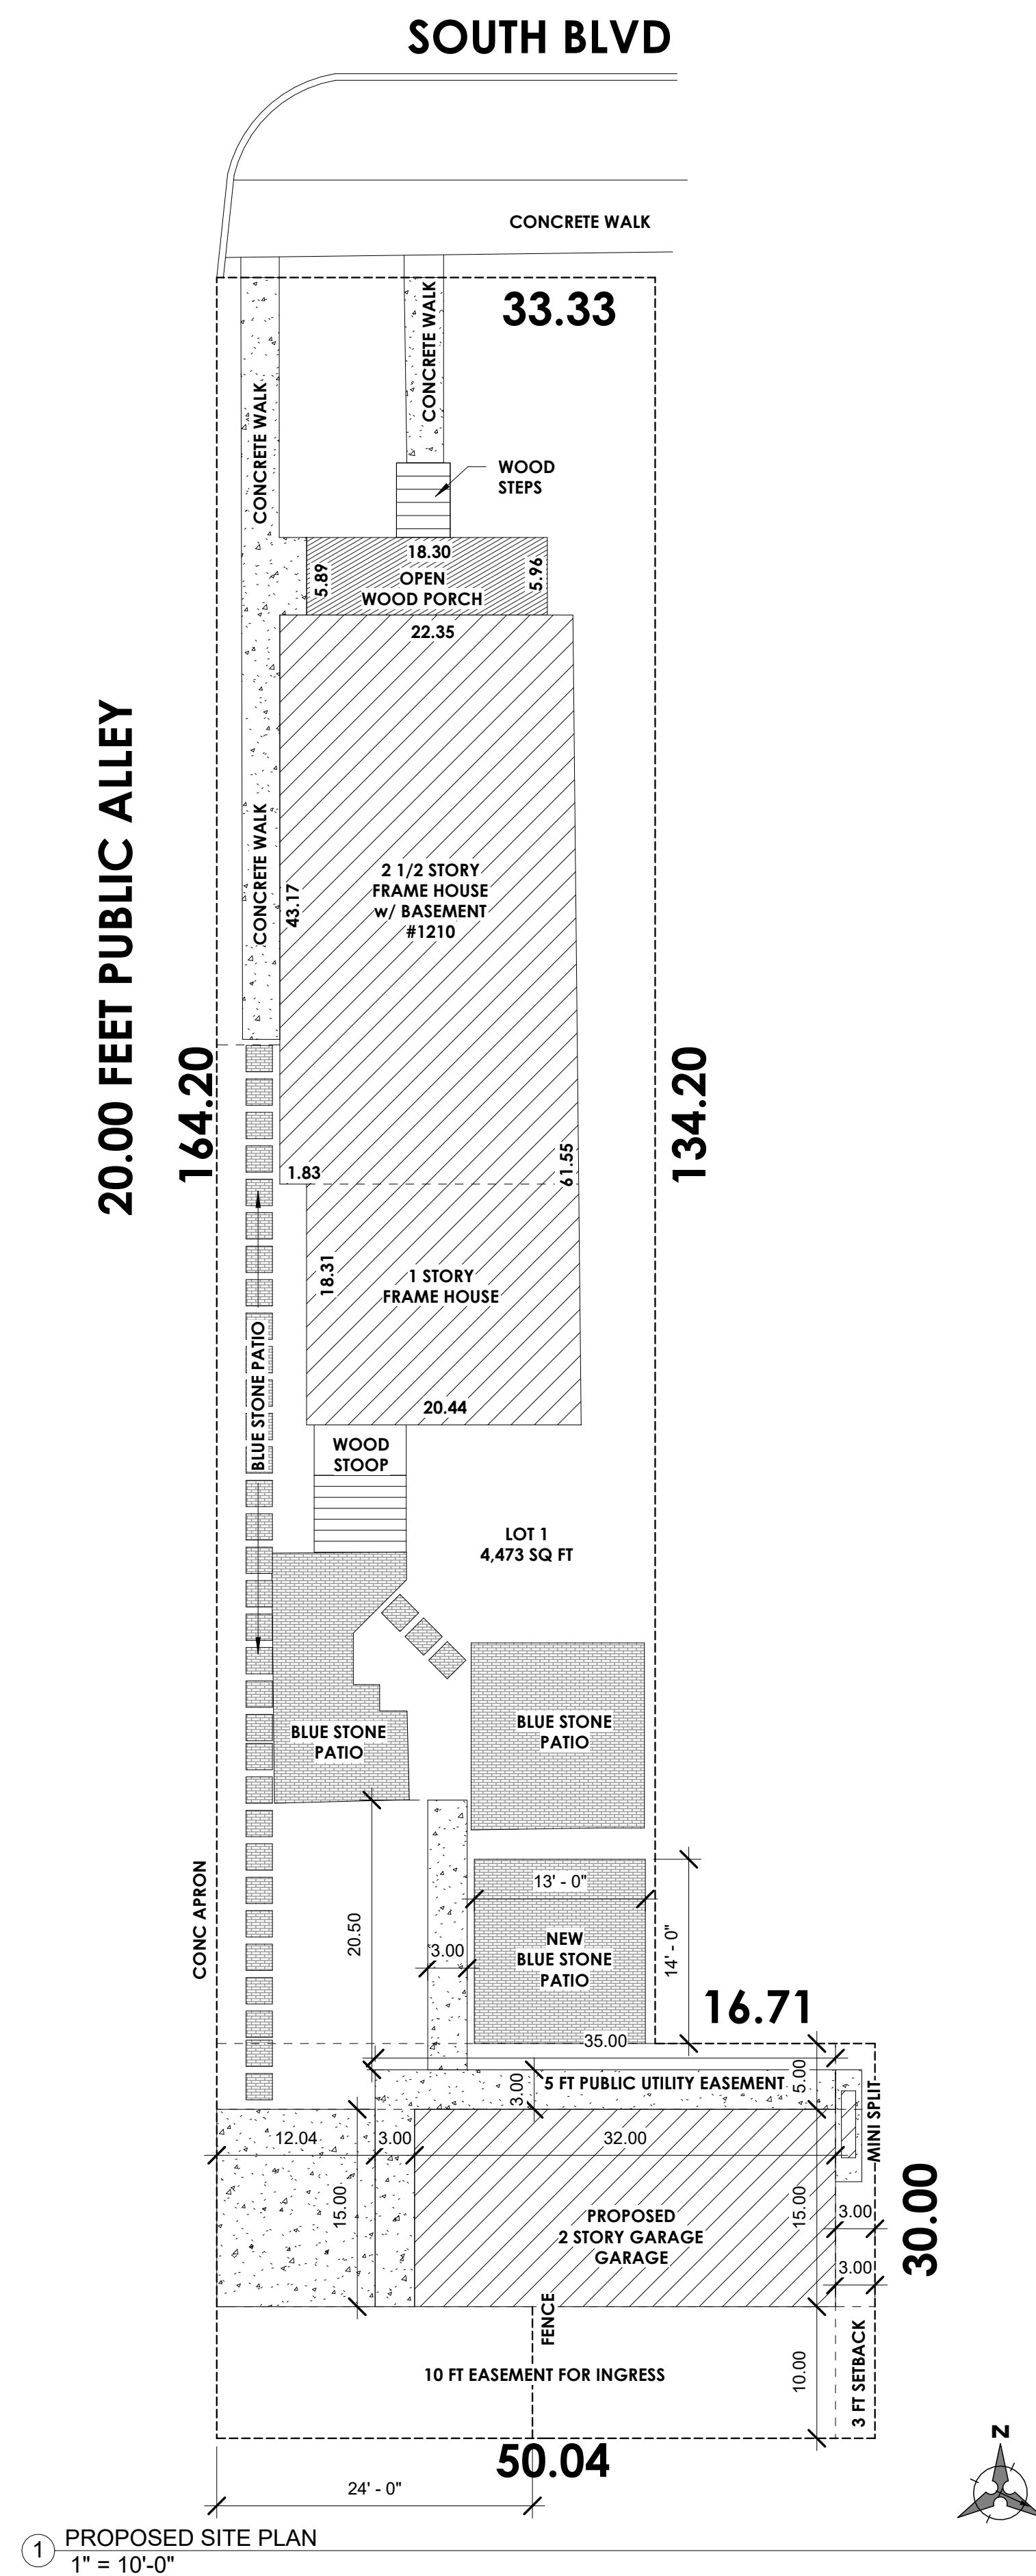 SOUTH BLVD
CONCRETE WALK
33.33
CONCRETE WALK
CONCRETE WALK
WOOD
STEPS
18.30
5.89
5.96
OPEN
WOOD PORCH
22.35
20.00 FEET PUBLIC ALLEY
CONCRETE WALK
43.17
2 1/2 STORY
FRAME HOUSE
w/ BASEMENT
#1210
164.20
134.20
1.83
61.55
18.31
1 STORY
FRAME HOUSE
BLUE STONE PATIO
20.44
WOOD
STOOP
LOT 1
4,473 SQ FT
BLUE STONE
PATIO
BLUE STONE
PATIO
CONC APRON
13' - 0"
20.50
3.00
NEW
BLUE STONE
PATIO
14' - 0"
16.71
35.00
3.00
5 FT PUBLIC UTILITY EASEMENT
5.00
MINI SPLIT
12.04
3.00
32.00
15.00
PROPOSED
2 STORY GARAGE
GARAGE
15.00
3.00
3.00
30.00
FENCE
10 FT EASEMENT FOR INGRESS
10.00
3 FT SETBACK
50.04
24' - 0"
N
1
PROPOSED SITE PLAN
1" = 10'-0"